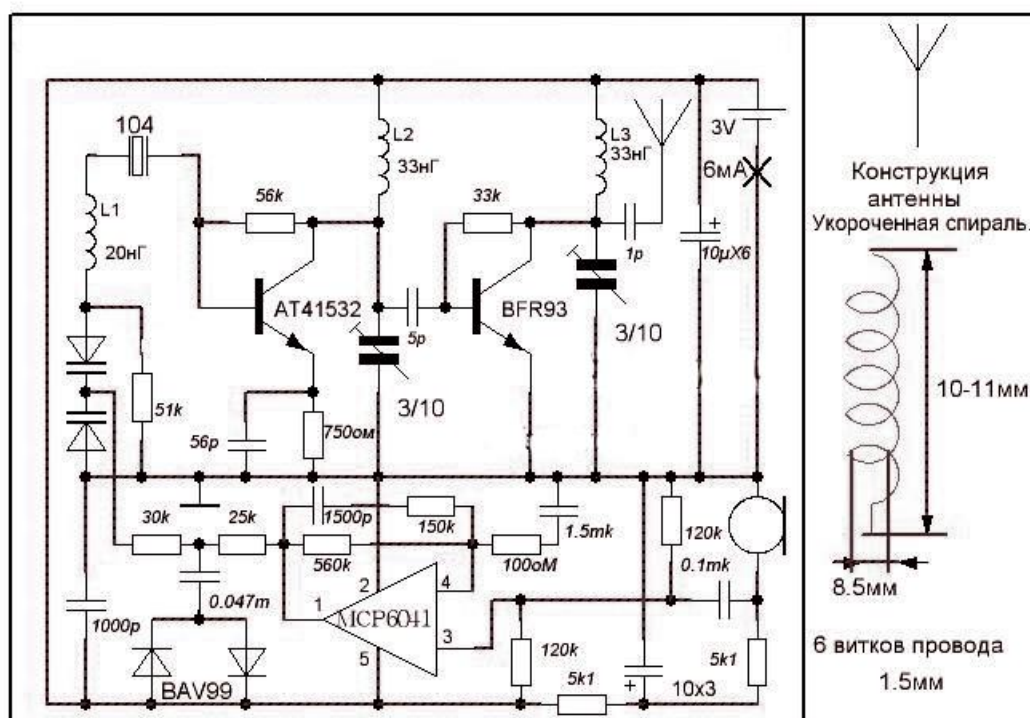 104
L1
20нГ
56k
L2
33нГ
33k
L3
33нГ
1p
3V
6мА
+
10µX6
AT41532
5p
BFR93
3/10
3/10
51k
56p
750ом
30k
25k
1500p
150k
560k
100оМ
1.5mk
120k
0.1mk
1000p
0.047m
1
2
4
MCP6041
3
5
BAV99
120k
5k1
+
10x3
5k1
Конструкция
антенны
Укороченная спираль.
10-11мм
8.5мм
6 витков провода
1.5мм